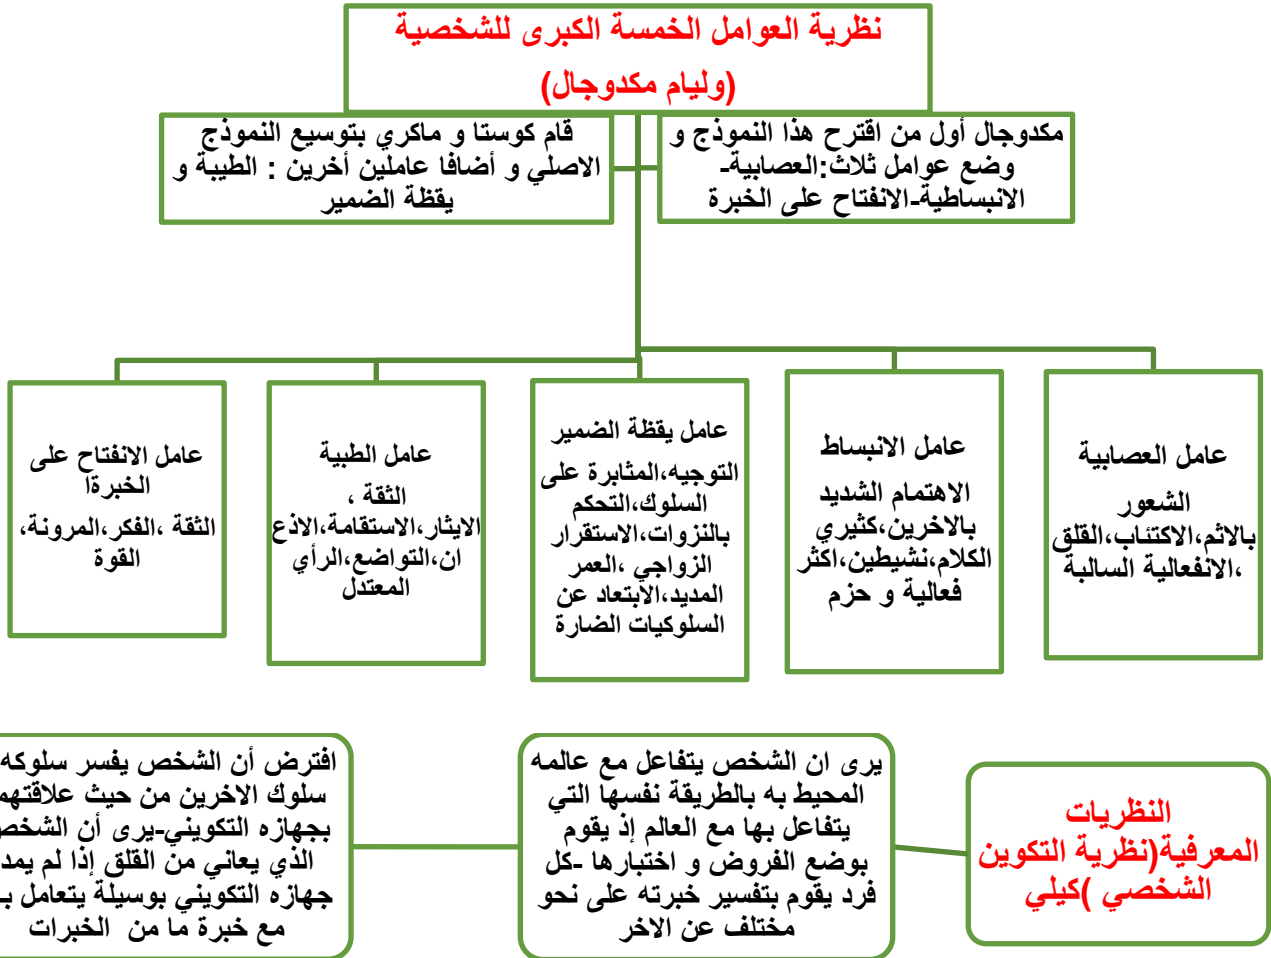 نظرية العوامل الخمسة الكبرى للشخصية
(وليام مكدوجال)
مكدوجال أول من اقترح هذا النموذج و
وضع عوامل ثلاث:العصابية-
الانبساطية-الانفتاح على الخبرة
قام كوستا و ماكري بتوسيع النموذج
الاصلي و أضافا عاملين أخرين : الطيبة و
يقظة الضمير
عامل العصابية
الشعور
بالاثم،الاكتئاب،القلق
،الانفعالية السالبة
عامل الانبساط
الاهتمام الشديد
بالاخرين،كثيري
الكلام،نشيطين،اكثر
فعالية و حزم
عامل يقظة الضمير
التوجيه،المثابرة على
السلوك،التحكم
بالنزوات،الاستقرار
الزواجي ،العمر
المديد،الابتعاد عن
السلوكيات الضارة
عامل الطبية
الثقة ،
الايثار،الاستقامة،الاذع
ان،التواضع،الرأي
المعتدل
عامل الانفتاح على
الخبرةا
الثقة ،الفكر،المرونة،
القوة
النظريات
المعرفية(نظرية التكوين
الشخصي )كيلي
يرى ان الشخص يتفاعل مع عالمه
المحيط به بالطريقة نفسها التي
يتفاعل بها مع العالم إذ يقوم
بوضع الفروض و اختبارها -كل
فرد يقوم بتفسير خبرته على نحو
مختلف عن الاخر
افترض أن الشخص يفسر سلوكه
سلوك الاخرين من حيث علاقتهم
بجهازه التكويني-يرى أن الشخص
الذي يعاني من القلق إذا لم يمد
جهازه التكويني بوسيلة يتعامل
مع خبرة ما من الخبرات